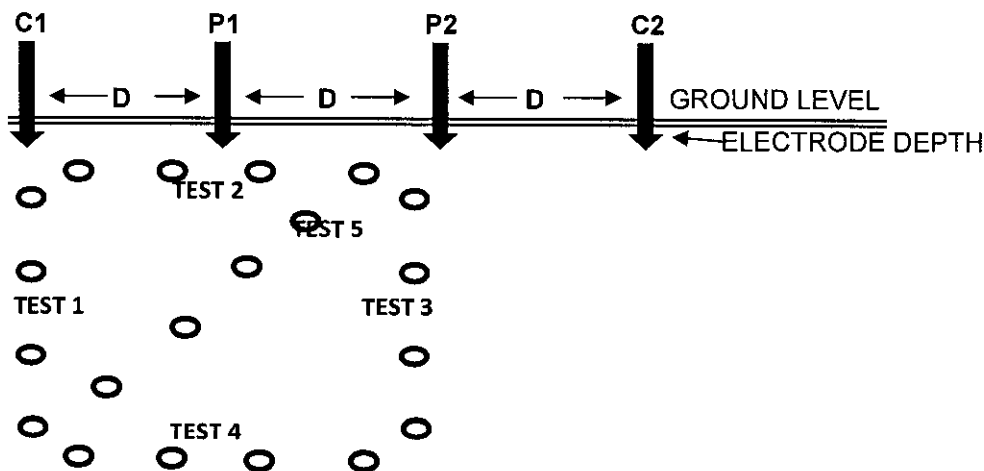 C1 P1 P2 C2
D D D
GROUND LEVEL
ELECTRODE DEPTH
TEST 2
TEST 5
TEST 1 TEST 3
TEST 4